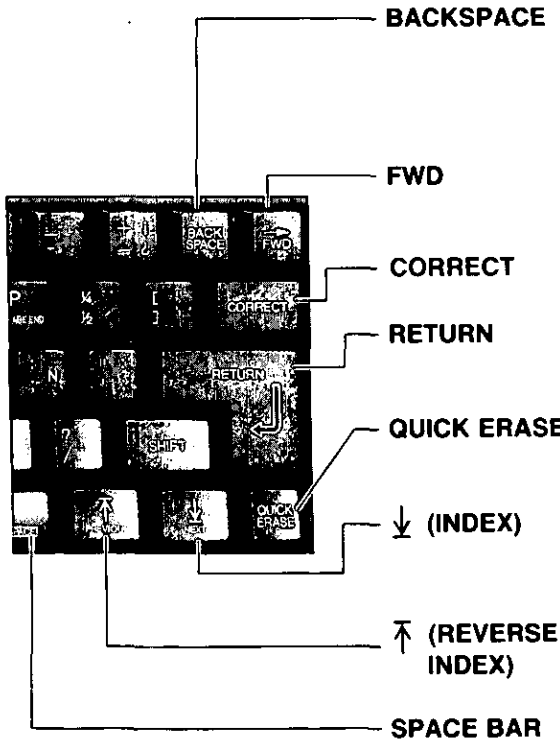 BACKSPACE
FWD
BACK
SPACE
FWD
CORRECT
P
¼
[
CORRECT
½
]
RETURN
N
RETURN
QUICK ERASE
?
/
SHIFT
QUICK
ERASE
NEXT
↓ (INDEX)
↑ (REVERSE
INDEX)
SPACE BAR